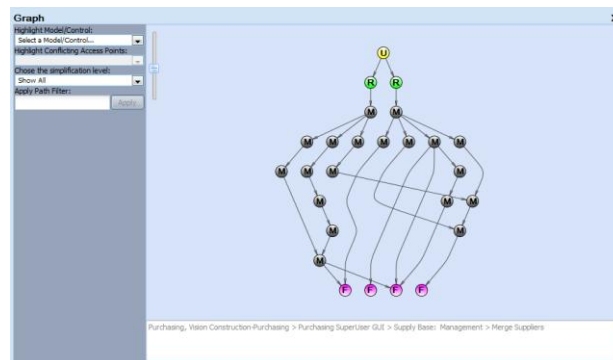 Graph
Highlight Model/Control:
Select a Model/Control...
Highlight Conflicting Access Points:
Chose the simplification level:
Show All
Apply Path Filter:
Apply
U
R R
M M
M M M M M M M
M M M M
M M M
M M
M
F F F F
Purchasing, Vision Construction-Purchasing > Purchasing SuperUser GUI > Supply Base: Management > Merge Suppliers